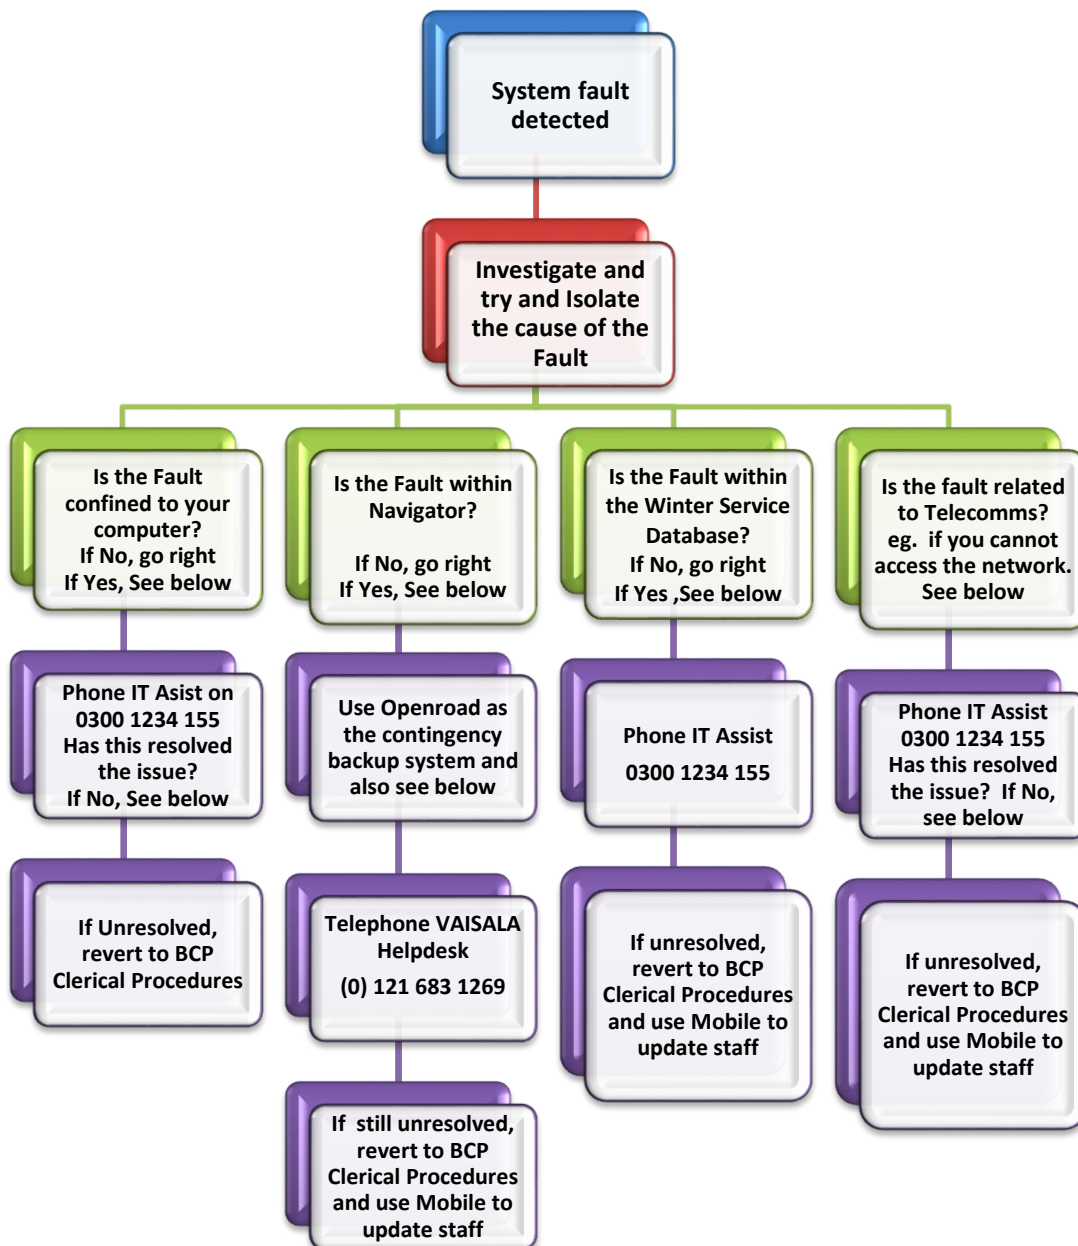 System fault
detected
Investigate and
try and Isolate
the cause of the
Fault
Is the Fault
confined to your
computer?
If No, go right
If Yes, See below
Is the Fault within
Navigator?
If No, go right
If Yes, See below
Is the Fault within
the Winter Service
Database?
If No, go right
If Yes ,See below
Is the fault related
to Telecomms?
eg.  if you cannot
access the network.
See below
Phone IT Asist on
0300 1234 155
Has this resolved
the issue?
If No, See below
Use Openroad as
the contingency
backup system and
also see below
Phone IT Assist
0300 1234 155
Phone IT Assist
0300 1234 155
Has this resolved
the issue?  If No,
see below
If Unresolved,
revert to BCP
Clerical Procedures
Telephone VAISALA
Helpdesk
(0) 121 683 1269
If unresolved,
revert to BCP
Clerical Procedures
and use Mobile to
update staff
If unresolved,
revert to BCP
Clerical Procedures
and use Mobile to
update staff
If  still unresolved,
revert to BCP
Clerical Procedures
and use Mobile to
update staff